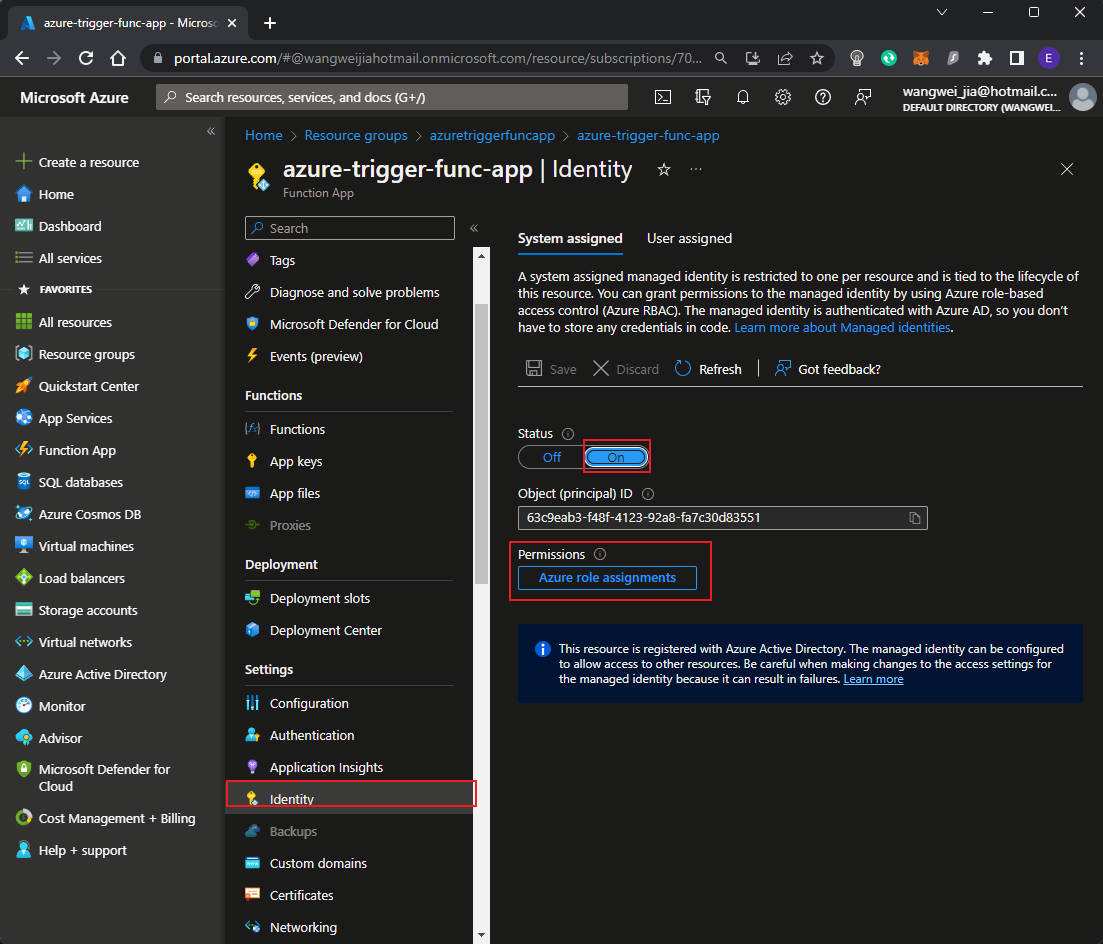 azure-trigger-func-app - Microsc
portal.azure.com/#@wangweijiahotmail.onmicrosoft.com/resource/subscriptions/70...
E
Microsoft Azure
Search resources, services, and docs (G+/)
wangwei_jia@hotmail.c...
DEFAULT DIRECTORY (WANGWEI...
Create a resource
Home
Dashboard
All services
FAVORITES
All resources
Resource groups
Quickstart Center
App Services
Function App
SQL databases
Azure Cosmos DB
Virtual machines
Load balancers
Storage accounts
Virtual networks
Azure Active Directory
Monitor
Advisor
Microsoft Defender for
Cloud
Cost Management + Billing
Help + support
Home > Resource groups > azuretriggerfuncapp > azure-trigger-func-app
azure-trigger-func-app | Identity
Function App
Search
Tags
Diagnose and solve problems
Microsoft Defender for Cloud
Events (preview)
Functions
Functions
App keys
App files
Proxies
Deployment
Deployment slots
Deployment Center
Settings
Configuration
Authentication
Application Insights
Identity
Backups
Custom domains
Certificates
Networking
System assigned User assigned
A system assigned managed identity is restricted to one per resource and is tied to the lifecycle of
this resource. You can grant permissions to the managed identity by using Azure role-based
access control (Azure RBAC). The managed identity is authenticated with Azure AD, so you don't
have to store any credentials in code. Learn more about Managed identities.
Save Discard Refresh | Got feedback?
Status
Off On
Object (principal) ID
63c9eab3-f48f-4123-92a8-fa7c30d83551
Permissions
Azure role assignments
This resource is registered with Azure Active Directory. The managed identity can be configured
to allow access to other resources. Be careful when making changes to the access settings for
the managed identity because it can result in failures. Learn more